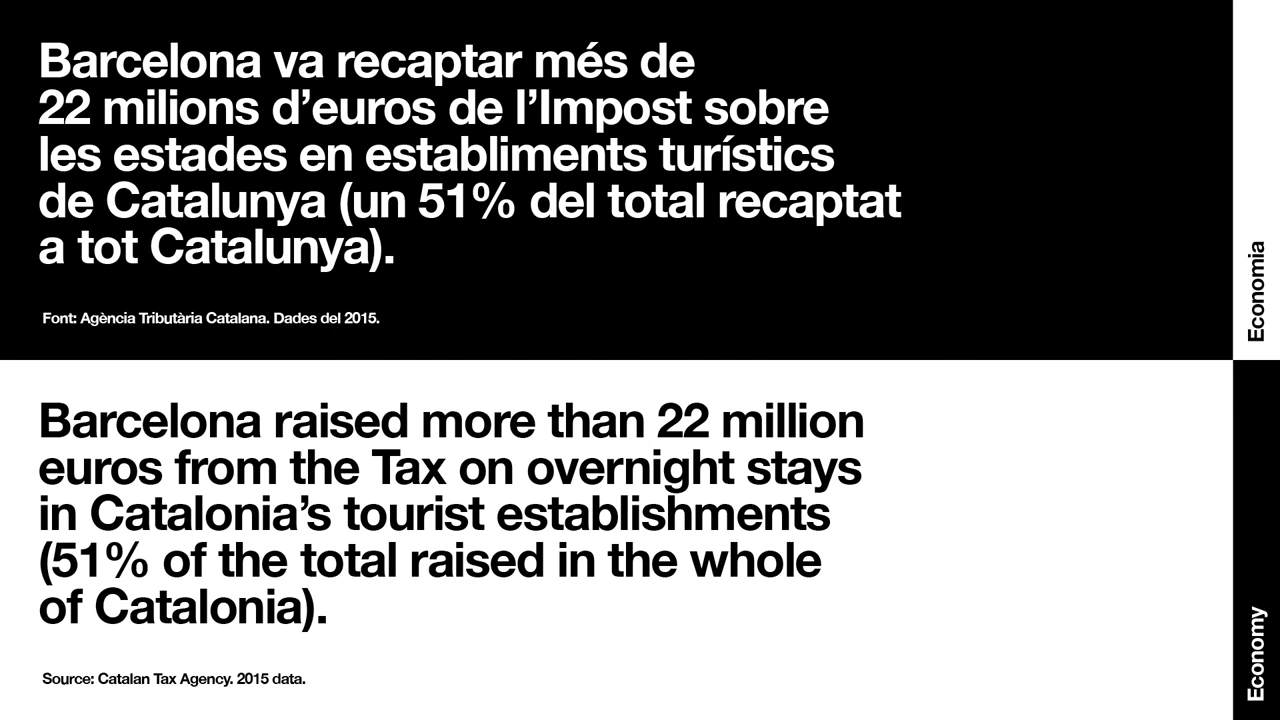 Barcelona va recaptar més de
22 milions d’euros de l’Impost sobre
les estades en establiments turístics
de Catalunya (un 51% del total recaptat
a tot Catalunya).
Font: Agència Tributària Catalana. Dades del 2015.
Economia
Barcelona raised more than 22 million
euros from the Tax on overnight stays
in Catalonia’s tourist establishments
(51% of the total raised in the whole
of Catalonia).
Source: Catalan Tax Agency. 2015 data.
Economy